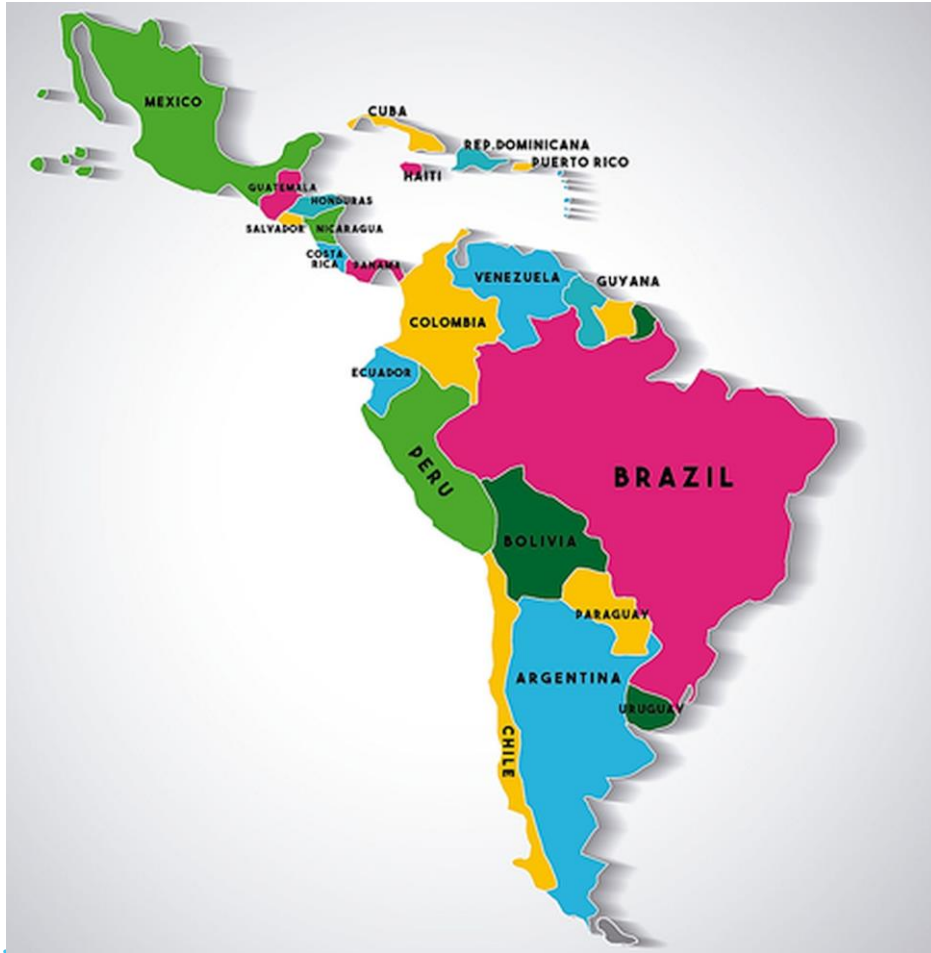 MEXICO
CUBA
REP.DOMINICANA
PUERTO RICO
HAITI
GUATEMALA
HONDURAS
SALVADOR
NICARAGUA
COSTA
RICA
PANAMA
VENEZUELA
GUYANA
COLOMBIA
ECUADOR
PERU
BRAZIL
BOLIVIA
PARAGUAY
ARGENTINA
URUGUAY
CHILE